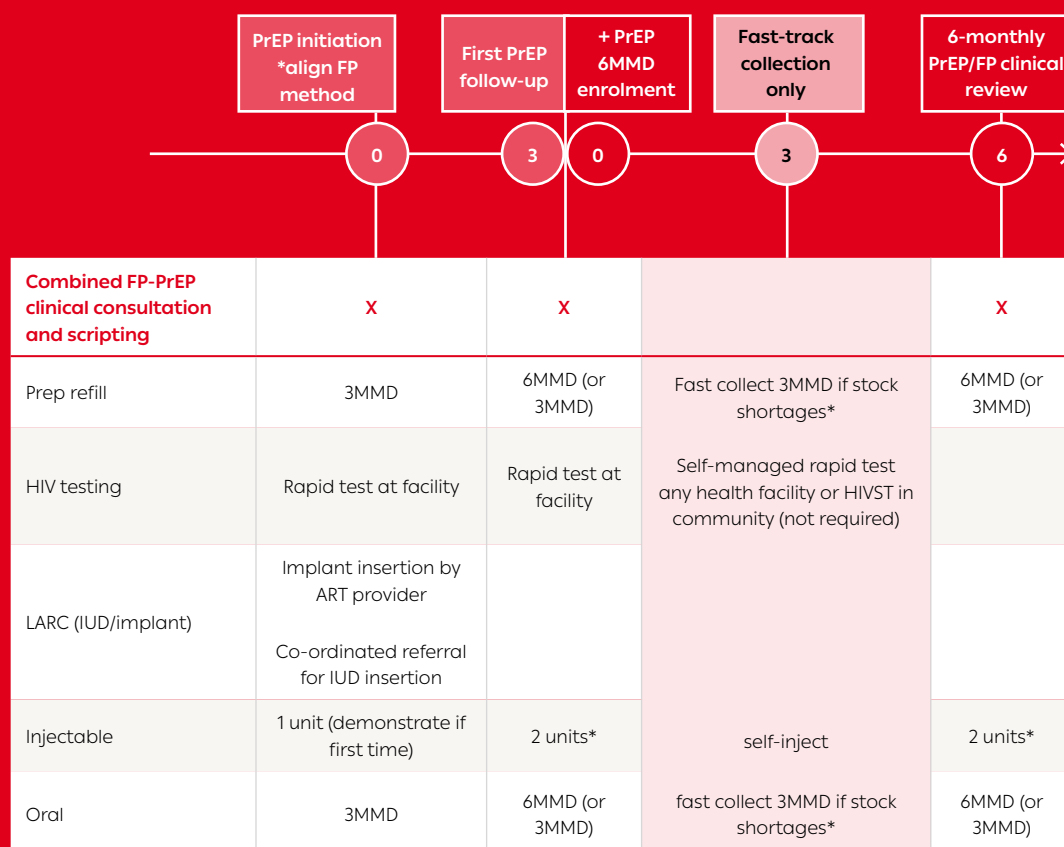 PrEP initiation
*align FP
method
First PrEP
follow-up
+ PrEP
6MMD
enrolment
Fast-track
collection
only
6-monthly
PrEP/FP clinical
review
0
3
0
3
6
Combined FP-PrEP
clinical consultation
and scripting
X
X
X
Prep refill
3MMD
6MMD (or
3MMD)
Fast collect 3MMD if stock
shortages*
6MMD (or
3MMD)
HIV testing
Rapid test at facility
Rapid test at
facility
Self-managed rapid test
any health facility or HIVST in
community (not required)
LARC (IUD/implant)
Implant insertion by
ART provider
Co-ordinated referral
for IUD insertion
Injectable
1 unit (demonstrate if
first time)
2 units*
self-inject
2 units*
Oral
3MMD
6MMD (or
3MMD)
fast collect 3MMD if stock
shortages*
6MMD (or
3MMD)